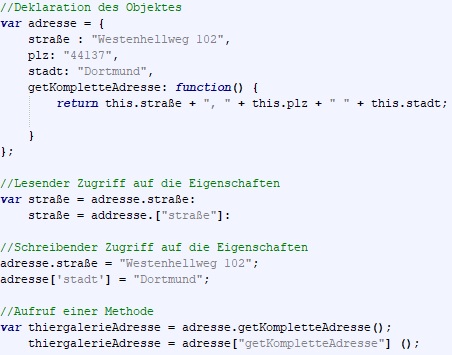 //Deklaration des Objektes
var adresse = {
straße : "Westenhellweg 102",
plz: "44137",
stadt: "Dortmund",
getKompletteAdresse: function() {
return this.straße + ", " + this.plz + " " + this.stadt;
}
};
//Lesender Zugriff auf die Eigenschaften
var straße = adresse.straße:
straße = addresse.["straße"]:
//Schreibender Zugriff auf die Eigenschaften
adresse.straße = "Westenhellweg 102";
adresse['stadt'] = "Dortmund";
//Aufruf einer Methode
var thiergalerieAdresse = adresse.getKompletteAdresse();
thiergalerieAdresse = adresse["getKompletteAdresse"] ();